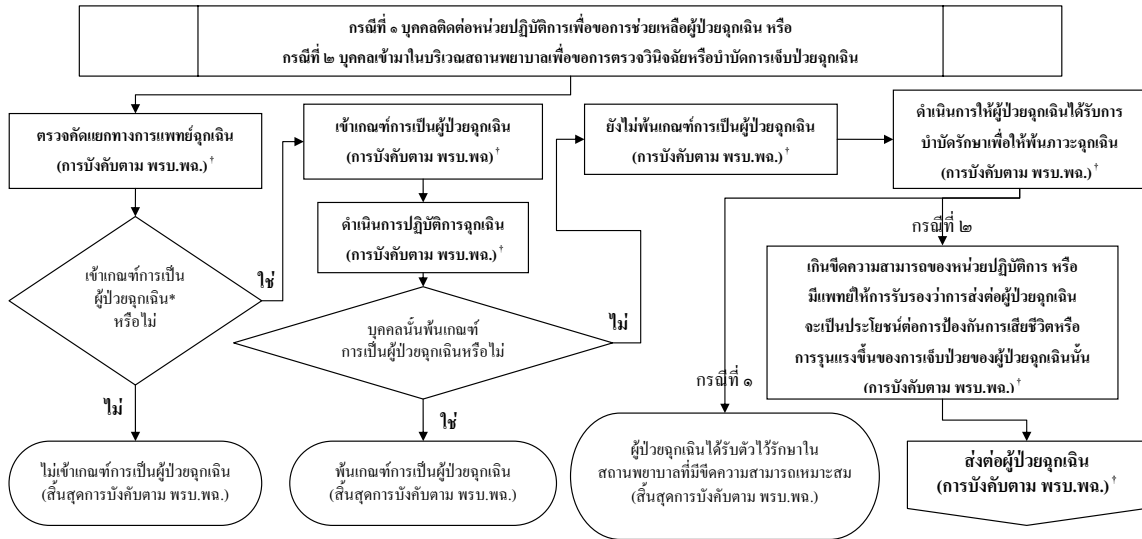 กรณีที่ ๑ บุคคลติดต่อหน่วยปฏิบัติการเพื่อขอการช่วยเหลือผู้ป่วยฉุกเฉิน หรือ
กรณีที่ ๒ บุคคลเข้ามาในบริเวณสถานพยาบาลเพื่อขอการตรวจวินิจฉัยหรือบำบัดการเจ็บป่วยฉุกเฉิน
ตรวจคัดแยกทางการแพทย์ฉุกเฉิน
(การบังคับตาม พรบ.พฉ.) †
เข้าเกณฑ์การเป็น
ผู้ป่วยฉุกเฉิน*
หรือไม่
ใช่
ไม่
ไม่เข้าเกณฑ์การเป็นผู้ป่วยฉุกเฉิน
(สิ้นสุดการบังคับตาม พรบ.พฉ.)
เข้าเกณฑ์การเป็นผู้ป่วยฉุกเฉิน
(การบังคับตาม พรบ.พฉ.) †
ดำเนินการปฏิบัติการฉุกเฉิน
(การบังคับตาม พรบ.พฉ.) †
บุคคลนั้นพ้นเกณฑ์
การเป็นผู้ป่วยฉุกเฉินหรือไม่
ไม่
ใช่
พ้นเกณฑ์การเป็นผู้ป่วยฉุกเฉิน
(สิ้นสุดการบังคับตาม พรบ.พฉ.)
ยังไม่พ้นเกณฑ์การเป็นผู้ป่วยฉุกเฉิน
(การบังคับตาม พรบ.พฉ.) †
ดำเนินการให้ผู้ป่วยฉุกเฉินได้รับการ
บำบัดรักษาเพื่อให้พ้นภาวะฉุกเฉิน
(การบังคับตาม พรบ.พฉ.) †
กรณีที่ ๑
ผู้ป่วยฉุกเฉินได้รับตัวไว้รักษาใน
สถานพยาบาลที่มีขีดความสามารถเหมาะสม
(สิ้นสุดการบังคับตาม พรบ.พฉ.)
กรณีที่ ๒
เกินขีดความสามารถของหน่วยปฏิบัติการ หรือ
มีแพทย์ให้การรับรองว่าการส่งต่อผู้ป่วยฉุกเฉิน
จะเป็นประโยชน์ต่อการป้องกันการเสียชีวิตหรือ
การรุนแรงขึ้นของการเจ็บป่วยของผู้ป่วยฉุกเฉินนั้น
(การบังคับตาม พรบ.พฉ.) †
ส่งต่อผู้ป่วยฉุกเฉิน
(การบังคับตาม พรบ.พฉ.) †